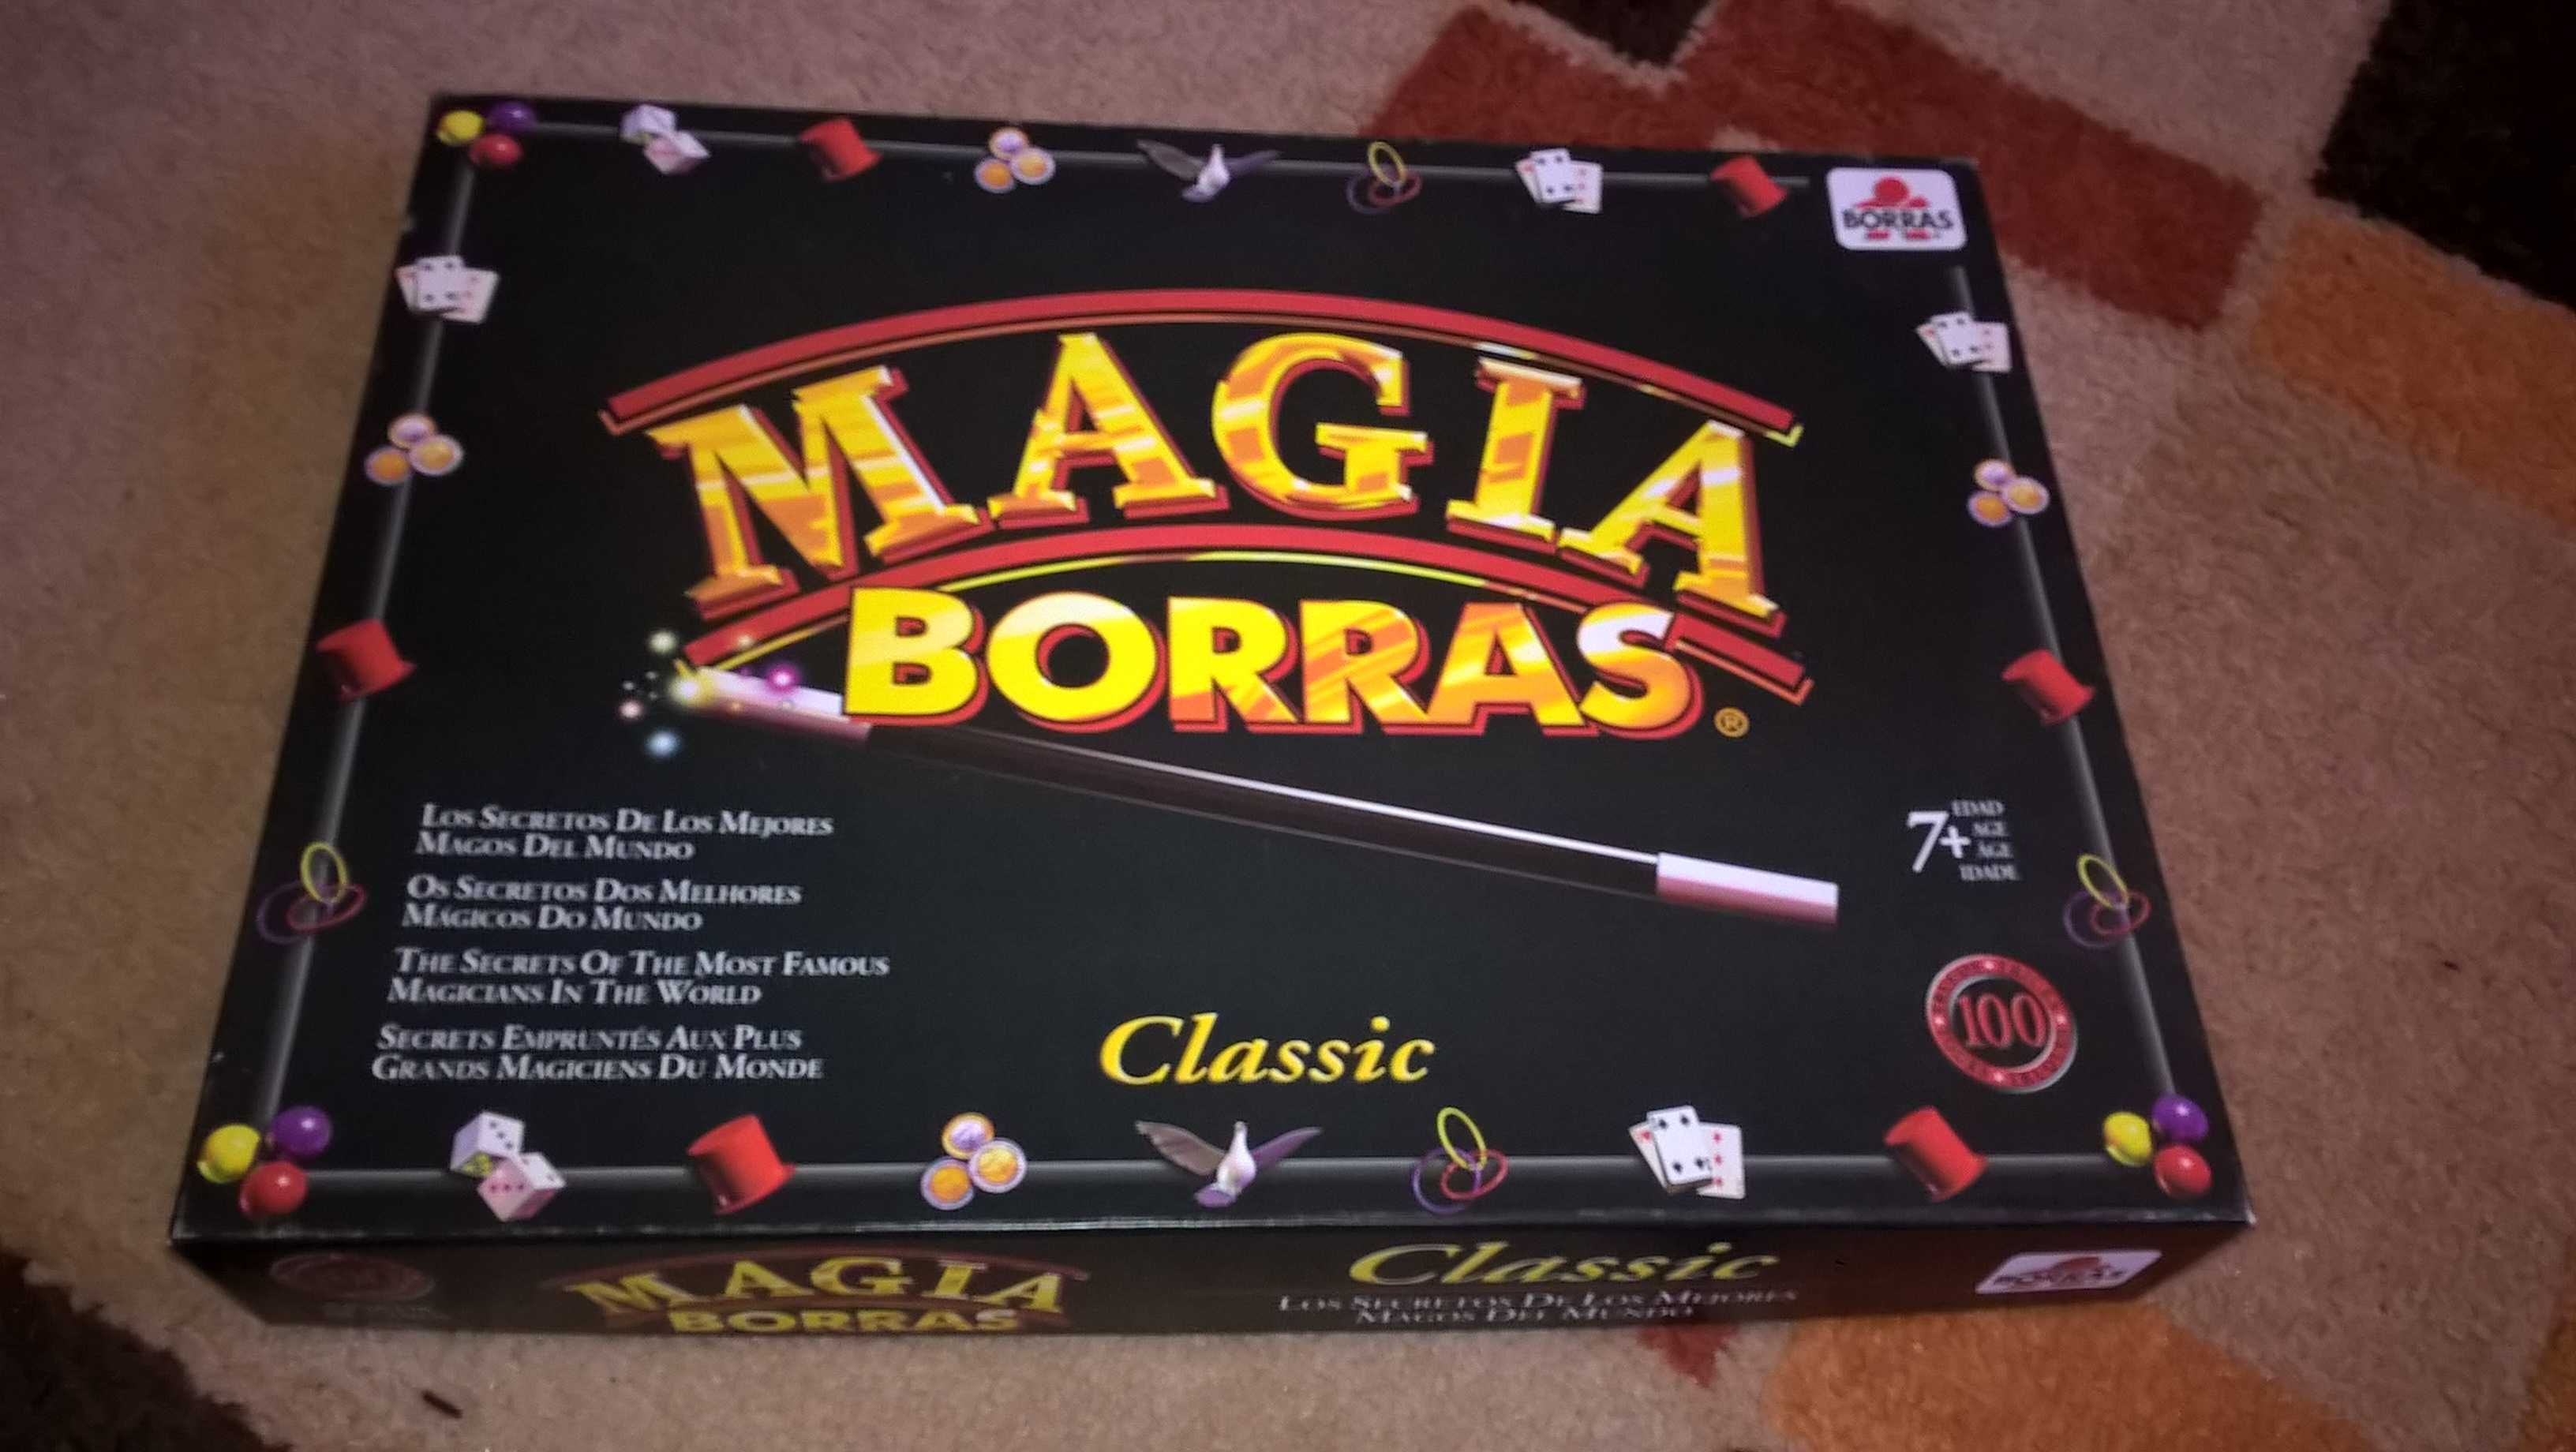 BORRAS
MAGIA
BORRAS®
LOS SECRETOS DE LOS MEJORES
MAGOS DEL MUNDO
OS SECRETOS DOS MELHORES
MÁGICOS DO MUNDO
THE SECRETS OF THE MOST FAMOUS
MAGICIANS IN THE WORLD
SECRETS EMPRUNTÉS AUX PLUS
GRANDS MAGICIENS DU MONDE
7+
EDAD
AGE
ÂGE
IDADE
100
Classic
MAGIA
BORRAS
Classic
LOS SECRETOS DE LOS MEJORES
MAGOS DEL MUNDO
BORRAS